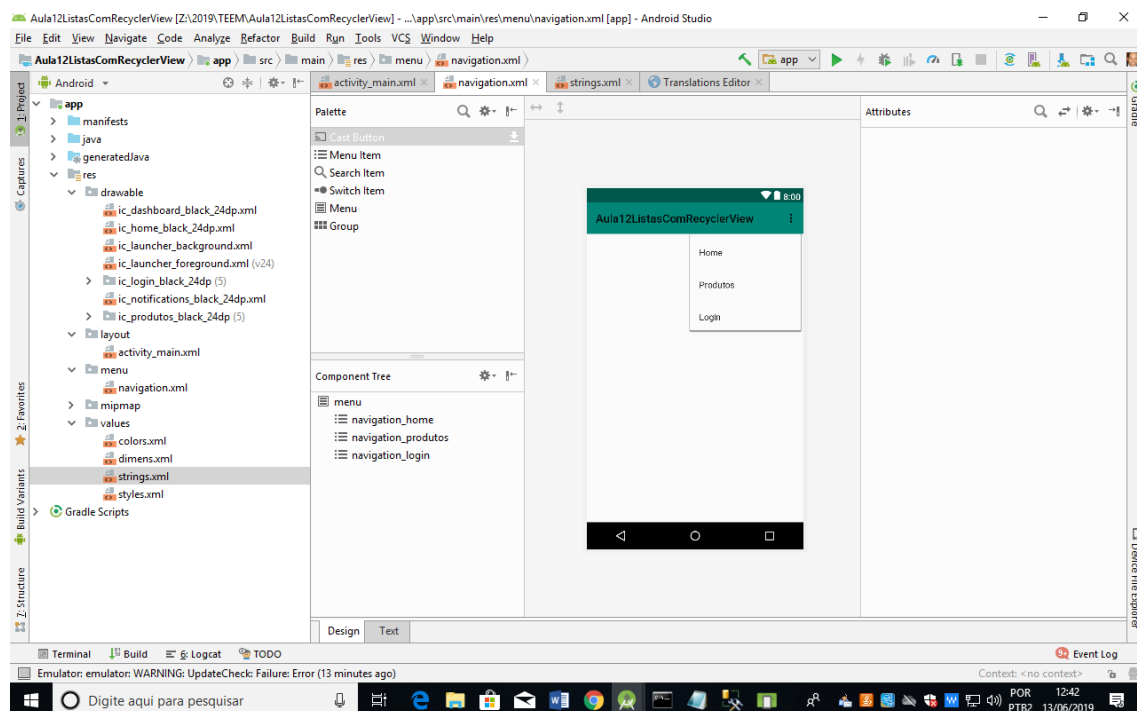 Aula12ListasComRecyclerView [Z:\2019\TEEM\Aula12ListasComRecyclerView] - ...\app\src\main\res\menu\navigation.xml [app] - Android Studio
File Edit View Navigate Code Analyze Refactor Build Run Tools VCS Window Help
Aula12ListasComRecyclerView app src main res menu navigation.xml app
1: Project
Captures
2: Favorites
Build Variants
7: Structure
Android
app
manifests
java
generatedJava
res
drawable
ic_dashboard_black_24dp.xml
ic_home_black_24dp.xml
ic_launcher_background.xml
ic_launcher_foreground.xml (v24)
ic_login_black_24dp (5)
ic_notifications_black_24dp.xml
ic_produtos_black_24dp (5)
layout
activity_main.xml
menu
navigation.xml
mipmap
values
colors.xml
dimens.xml
strings.xml
styles.xml
Gradle Scripts
activity_main.xml navigation.xml strings.xml Translations Editor
Palette
Cast Button
Menu Item
Search Item
Switch Item
Menu
Group
Component Tree
menu
navigation_home
navigation_produtos
navigation_login
8:00
Aula12ListasComRecyclerView
Home
Produtos
Login
Attributes
Gradle
Device File Explorer
Design Text
Terminal Build 6: Logcat TODO Event Log
Emulator: emulator: WARNING: UpdateCheck: Failure: Error (13 minutes ago) Context: <no context>
Digite aqui para pesquisar
POR 12:42
PTB2 13/06/2019